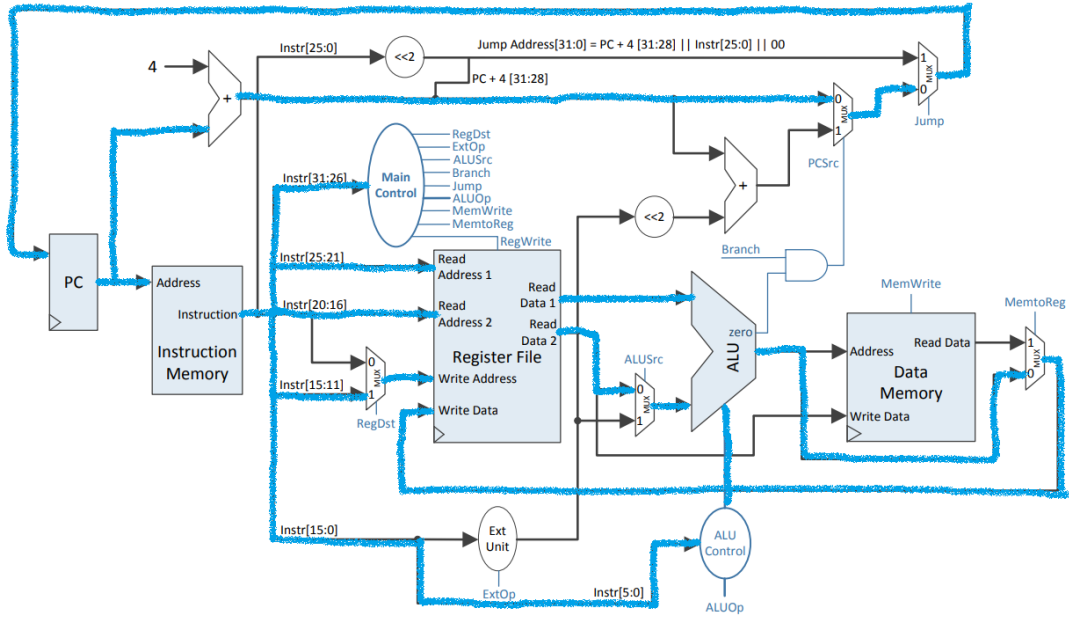 Instr[25:0]
<<2
Jump Address[31:0] = PC + 4 [31:28] || Instr[25:0] || 00
4
+
PC + 4 [31:28]
1
MUX
0
Jump
0
MUX
1
PCSrc
RegDst
ExtOp
ALUSrc
Branch
Jump
ALUOp
MemWrite
MemtoReg
RegWrite
Main
Control
Instr[31:26]
+
<<2
Branch
PC
Address
Instruction
Instruction
Memory
Instr[25:21]
Instr[20:16]
Instr[15:11]
0
MUX
1
RegDst
Read
Address 1
Read
Address 2
Read
Data 1
Read
Data 2
Register File
Write Address
Write Data
ALUSrc
0
MUX
1
zero
ALU
MemWrite
Address
Read Data
Data
Memory
Write Data
MemtoReg
1
MUX
0
Instr[15:0]
Ext
Unit
ExtOp
Instr[5:0]
ALU
Control
ALUOp